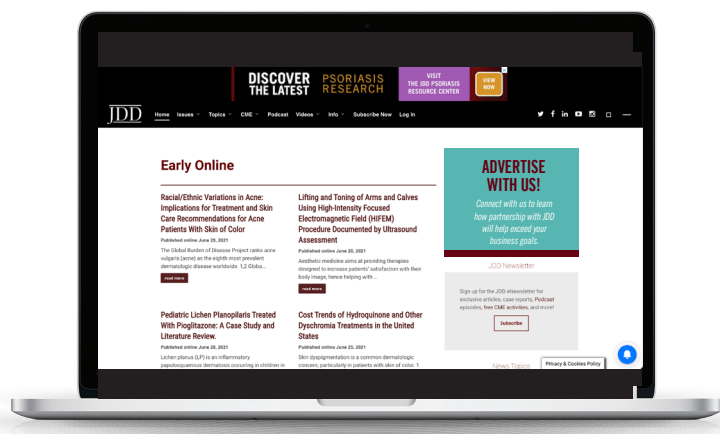 DISCOVER
THE LATEST
PSORIASIS
RESEARCH
VISIT
THE JDD PSORIASIS
RESOURCE CENTER
VIEW
NOW
JDD
Home Issues Topics CME Podcast Videos Info Subscribe Now Log In
Early Online
Racial/Ethnic Variations in Acne:
Implications for Treatment and Skin
Care Recommendations for Acne
Patients With Skin of Color
Published online June 29, 2021
The Global Burden of Disease Project ranks acne
vulgaris (acne) as the eighth most prevalent
dermatologic disease worldwide 1,2 Globa...
read more
Lifting and Toning of Arms and Calves
Using High-Intensity Focused
Electromagnetic Field (HIFEM)
Procedure Documented by Ultrasound
Assessment
Published online June 28, 2021
Aesthetic medicine aims at providing therapies
designed to increase patients' satisfaction with their
body image, hence helping with ...
read more
Pediatric Lichen Planopilaris Treated
With Pioglitazone: A Case Study and
Literature Review.
Published online June 28, 2021
Lichen planus (LP) is an inflammatory
papulosquamous dermatosis occurring in children in
Cost Trends of Hydroquinone and Other
Dyschromia Treatments in the United
States
Published online June 25, 2021
Skin dyspigmentation is a common dermatologic
concern, particularly in patients with skin of color. 1
ADVERTISE
WITH US!
Connect with us to learn
how partnership with JDD
will help exceed your
business goals.
JDD Newsletter
Sign up for the JDD eNewsletter for
exclusive articles, case reports, Podcast
episodes, free CME activities, and more!
Subscribe
News Topics
Privacy & Cookies Policy